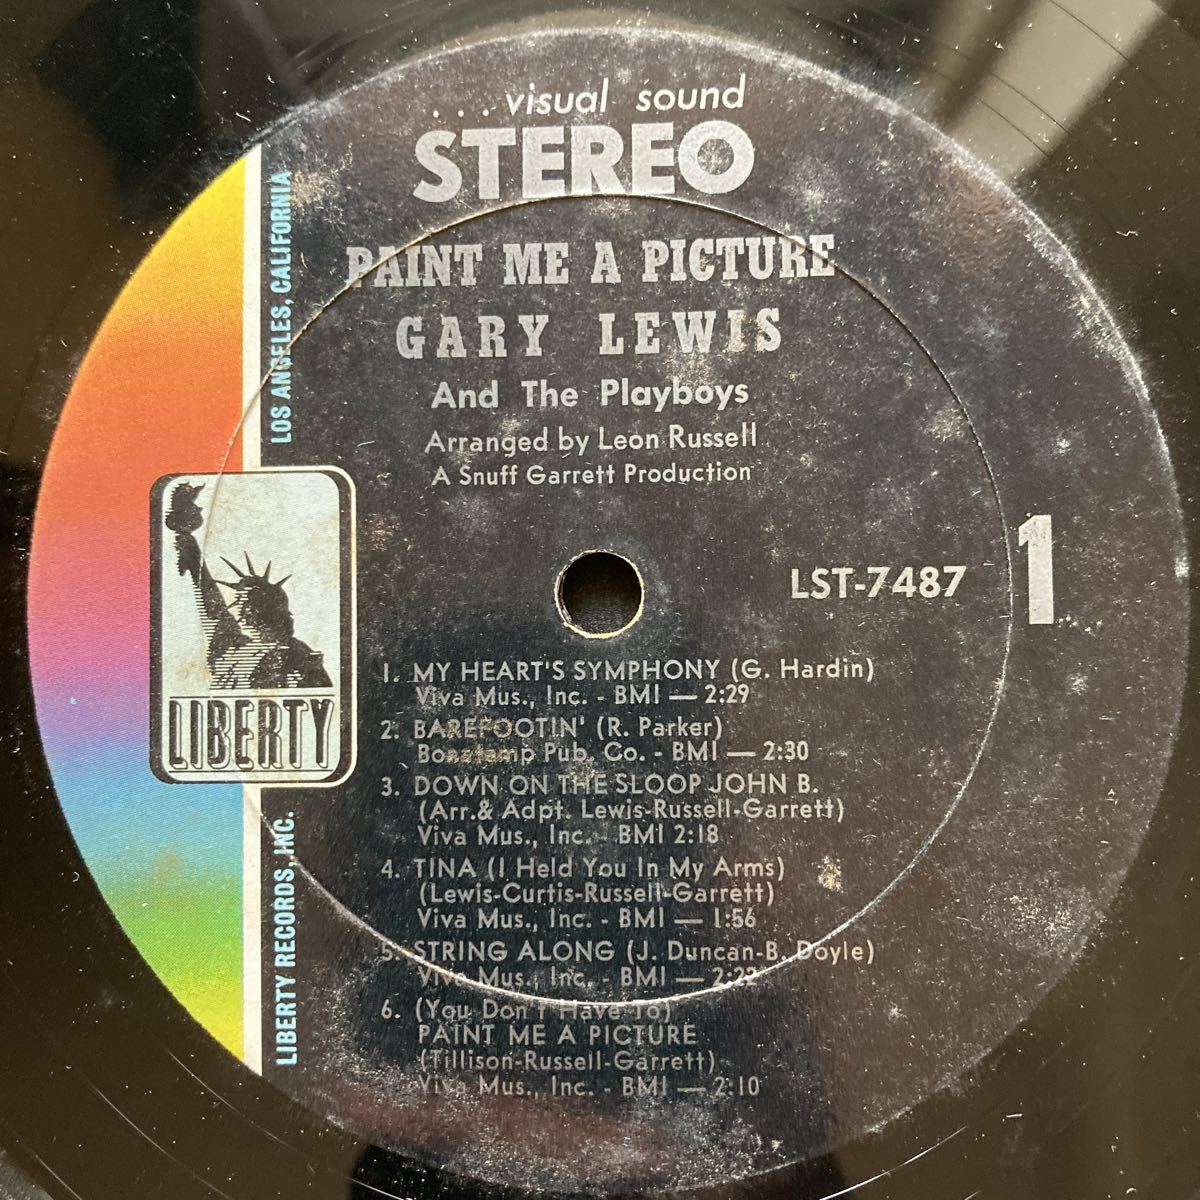 ...visual sound
STEREO
PAINT ME A PICTURE
GARY LEWIS
And The Playboys
Arranged by Leon Russell
A Snuff Garrett Production
LOS ANGELES, CALIFORNIA
LIBERTY
LIBERTY RECORDS, INC.
LST-7487
1
1. MY HEART'S SYMPHONY (G. Hardin)
Viva Mus., Inc. - BMI — 2:29
2. BAREFOOTIN' (R. Parker)
Bonatemp Pub. Co. - BMI — 2:30
3. DOWN ON THE SLOOP JOHN B.
(Arr.& Adpt. Lewis-Russell-Garrett)
Viva Mus., Inc. - BMI 2:18
4. TINA (I Held You In My Arms)
(Lewis-Curtis-Russell-Garrett)
Viva Mus., Inc. - BMI — 1:56
5. STRING ALONG (J. Duncan-B. Doyle)
Viva Mus., Inc. - BMI — 2:22
6. (You Don't Have To)
PAINT ME A PICTURE
(Tillison-Russell-Garrett)
Viva Mus., Inc. - BMI — 2:10